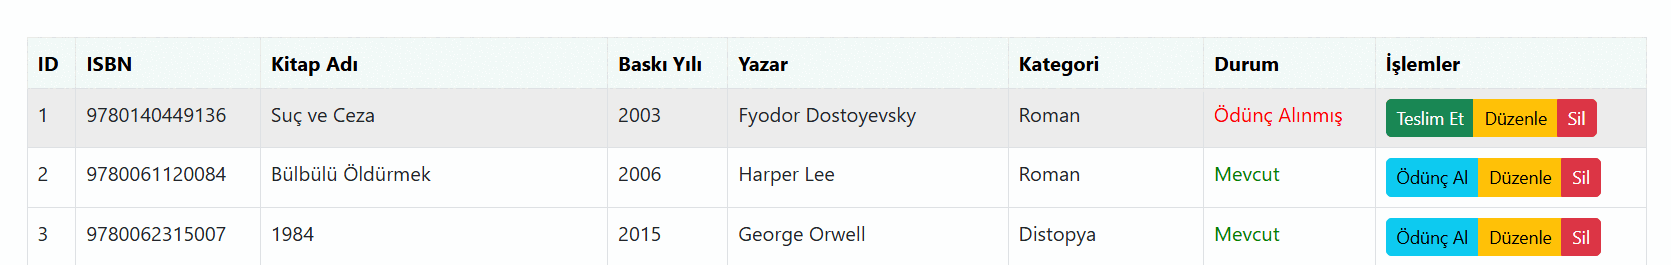 ID ISBN Kitap Adı Baskı Yılı Yazar Kategori Durum İşlemler
1 9780140449136 Suç ve Ceza 2003 Fyodor Dostoyevsky Roman Ödünç Alınmış Teslim Et Düzenle Sil
2 9780061120084 Bülbülü Öldürmek 2006 Harper Lee Roman Mevcut Ödünç Al Düzenle Sil
3 9780062315007 1984 2015 George Orwell Distopya Mevcut Ödünç Al Düzenle Sil